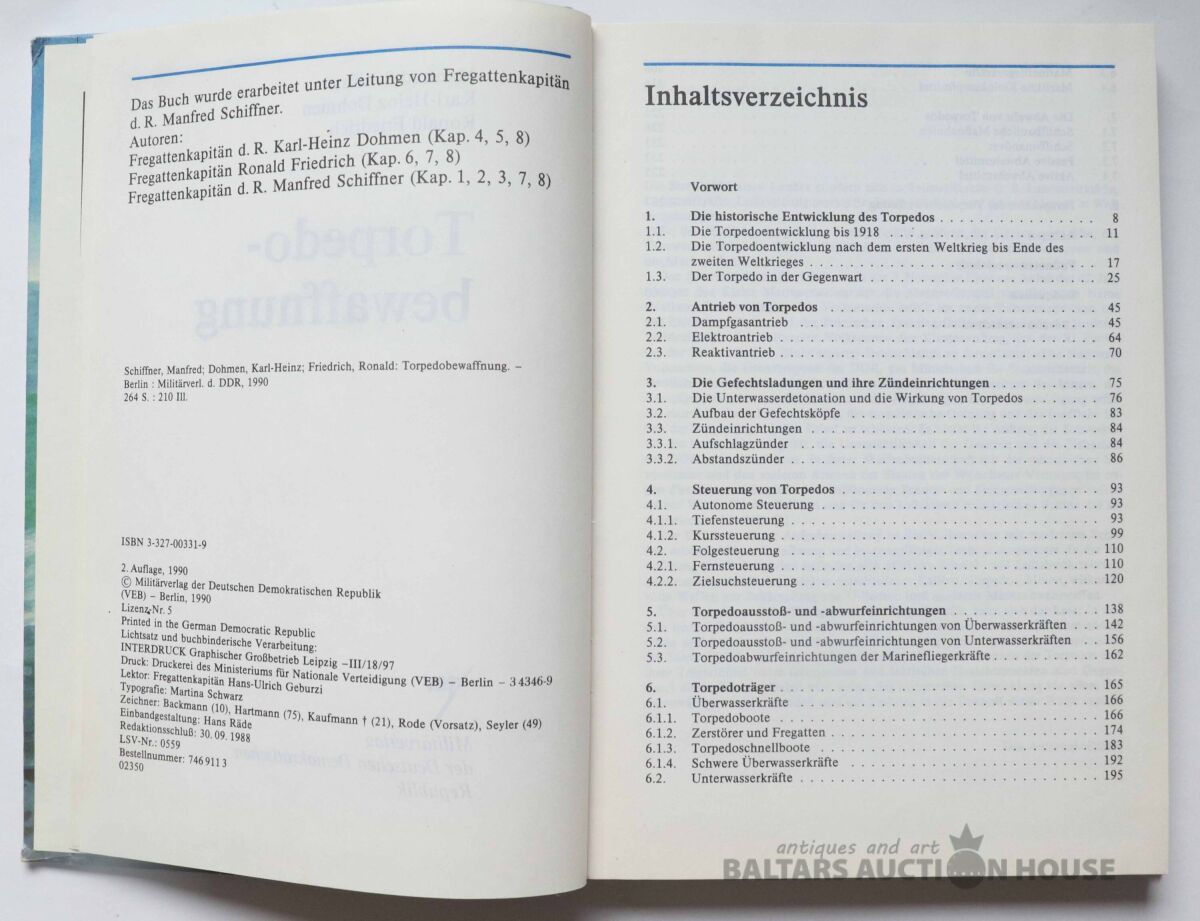 Das Buch wurde erarbeitet unter Leitung von Fregattenkapitän
d. R. Manfred Schiffner.
Autoren:
Fregattenkapitän d. R. Karl-Heinz Dohmen (Kap. 4, 5, 8)
Fregattenkapitän Ronald Friedrich (Kap. 6, 7, 8)
Fregattenkapitän d. R. Manfred Schiffner (Kap. 1, 2, 3, 7, 8)
Schiffner, Manfred; Dohmen, Karl-Heinz; Friedrich, Ronald: Torpedobewaffnung. –
Berlin : Militärverl. d. DDR, 1990
264 S. : 210 Ill.
ISBN 3-327-00331-9
2. Auflage, 1990
© Militärverlag der Deutschen Demokratischen Republik
(VEB) – Berlin, 1990
Lizenz-Nr. 5
Printed in the German Democratic Republic
Lichtsatz und buchbinderische Verarbeitung:
INTERDRUCK Graphischer Großbetrieb Leipzig –III/18/97
Druck: Druckerei des Ministeriums für Nationale Verteidigung (VEB) – Berlin – 3 4346-9
Lektor: Fregattenkapitän Hans-Ulrich Geburzi
Typografie: Martina Schwarz
Zeichner: Backmann (10), Hartmann (75), Kaufmann † (21), Rode (Vorsatz), Seyler (49)
Einbandgestaltung: Hans Räde
Redaktionsschluß: 30. 09. 1988
LSV-Nr.: 0559
Bestellnummer: 746 911 3
02350
Inhaltsverzeichnis
Vorwort
1. Die historische Entwicklung des Torpedos . . . . . . . . . . . . . . . . 8
1.1. Die Torpedoentwicklung bis 1918 . . . . . . . . . . . . . . . . . . . . . 11
1.2. Die Torpedoentwicklung nach dem ersten Weltkrieg bis Ende des
zweiten Weltkrieges . . . . . . . . . . . . . . . . . . . . . . . . . . . . . 17
1.3. Der Torpedo in der Gegenwart . . . . . . . . . . . . . . . . . . . . . . . 25
2. Antrieb von Torpedos . . . . . . . . . . . . . . . . . . . . . . . . . . . . 45
2.1. Dampfgasantrieb . . . . . . . . . . . . . . . . . . . . . . . . . . . . . . 45
2.2. Elektroantrieb . . . . . . . . . . . . . . . . . . . . . . . . . . . . . . . 64
2.3. Reaktivantrieb . . . . . . . . . . . . . . . . . . . . . . . . . . . . . . . 70
3. Die Gefechtsladungen und ihre Zündeinrichtungen . . . . . . . . . . . 75
3.1. Die Unterwasserdetonation und die Wirkung von Torpedos . . . . . . . 76
3.2. Aufbau der Gefechtsköpfe . . . . . . . . . . . . . . . . . . . . . . . . . 83
3.3. Zündeinrichtungen . . . . . . . . . . . . . . . . . . . . . . . . . . . . . 84
3.3.1. Aufschlagzünder . . . . . . . . . . . . . . . . . . . . . . . . . . . . . . 84
3.3.2. Abstandszünder . . . . . . . . . . . . . . . . . . . . . . . . . . . . . . 86
4. Steuerung von Torpedos . . . . . . . . . . . . . . . . . . . . . . . . . . 93
4.1. Autonome Steuerung . . . . . . . . . . . . . . . . . . . . . . . . . . . . 93
4.1.1. Tiefensteuerung . . . . . . . . . . . . . . . . . . . . . . . . . . . . . . 93
4.1.2. Kurssteuerung . . . . . . . . . . . . . . . . . . . . . . . . . . . . . . . 99
4.2. Folgesteuerung . . . . . . . . . . . . . . . . . . . . . . . . . . . . . . . 110
4.2.1. Fernsteuerung . . . . . . . . . . . . . . . . . . . . . . . . . . . . . . . 110
4.2.2. Zielsuchsteuerung . . . . . . . . . . . . . . . . . . . . . . . . . . . . . 120
5. Torpedoausstoß- und -abwurfeinrichtungen . . . . . . . . . . . . . . . 138
5.1. Torpedoausstoß- und -abwurfeinrichtungen von Überwasserkräften . . . 142
5.2. Torpedoausstoß- und -abwurfeinrichtungen von Unterwasserkräften . . 156
5.3. Torpedoabwurfeinrichtungen der Marinefliegerkräfte . . . . . . . . . . . 162
6. Torpedoträger . . . . . . . . . . . . . . . . . . . . . . . . . . . . . . . . 165
6.1. Überwasserkräfte . . . . . . . . . . . . . . . . . . . . . . . . . . . . . . 166
6.1.1. Torpedoboote . . . . . . . . . . . . . . . . . . . . . . . . . . . . . . . . 166
6.1.2. Zerstörer und Fregatten . . . . . . . . . . . . . . . . . . . . . . . . . . 174
6.1.3. Torpedoschnellboote . . . . . . . . . . . . . . . . . . . . . . . . . . . . 183
6.1.4. Schwere Überwasserkräfte . . . . . . . . . . . . . . . . . . . . . . . . . 192
6.2. Unterwasserkräfte . . . . . . . . . . . . . . . . . . . . . . . . . . . . . 195
antiques and art
BALTARS AUCTION HOUSE